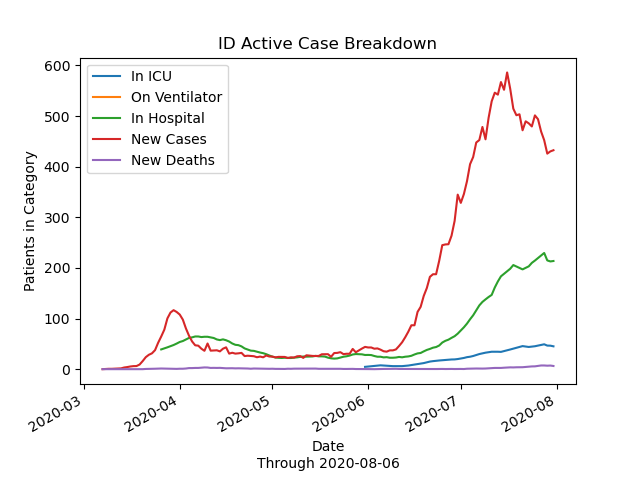 ID Active Case Breakdown
In ICU
On Ventilator
In Hospital
New Cases
New Deaths
Patients in Category
600
500
400
300
200
100
0
2020-03
2020-04
2020-05
2020-06
2020-07
2020-08
Date
Through 2020-08-06